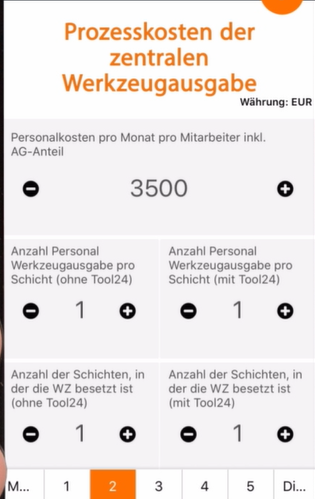 Prozesskosten der
zentralen
Werkzeugausgabe
Währung: EUR
Personalkosten pro Monat pro Mitarbeiter inkl.
AG-Anteil
3500
Anzahl Personal
Werkzeugausgabe pro
Schicht (ohne Tool24)
1
Anzahl Personal
Werkzeugausgabe pro
Schicht (mit Tool24)
1
Anzahl der Schichten, in
der die WZ besetzt ist
(ohne Tool24)
1
Anzahl der Schichten, in
der die WZ besetzt ist
(mit Tool24)
1
M... 1 2 3 4 5 Di...